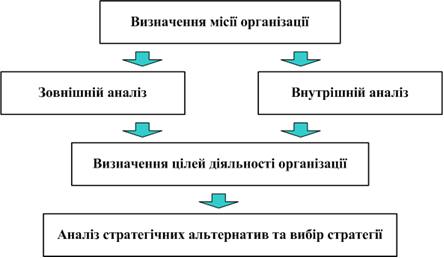 Визначення місії організації
Зовнішній аналіз
Внутрішній аналіз
Визначення цілей діяльності організації
Аналіз стратегічних альтернатив та вибір стратегії